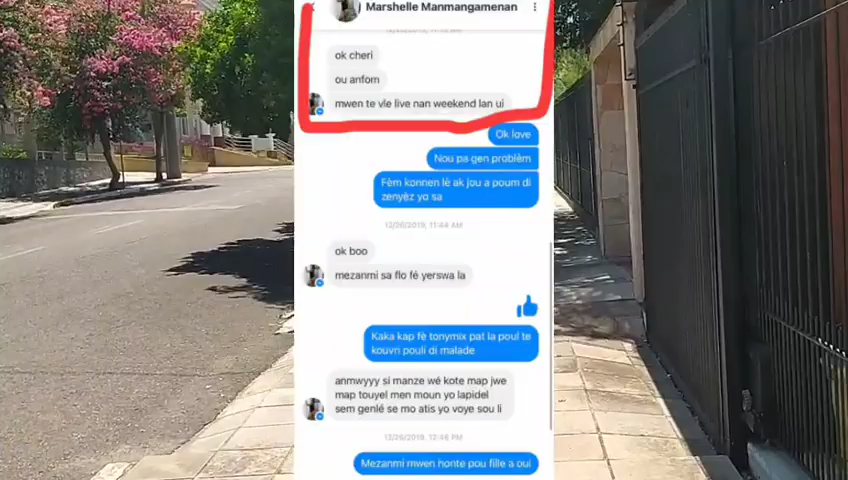 Marshelle Manmangamenan
ok cheri
ou anfom
mwen te vle live nan weekend lan ui
Ok love
Nou pa gen problèm
Fèm konnen lè ak jou a poum di
zenyèz yo sa
12/26/2019, 11:44 AM
ok boo
mezanmi sa flo fé yerswa la
Kaka kap fè tonymix pat la poul te
kouvri pouli di malade
anmwyyy si manze wé kote map jwe
map touyel men moun yo lapidel
sem genlé se mo atis yo voye sou li
12/26/2019, 12:46 PM
Mezanmi mwen honte pou fille a oui